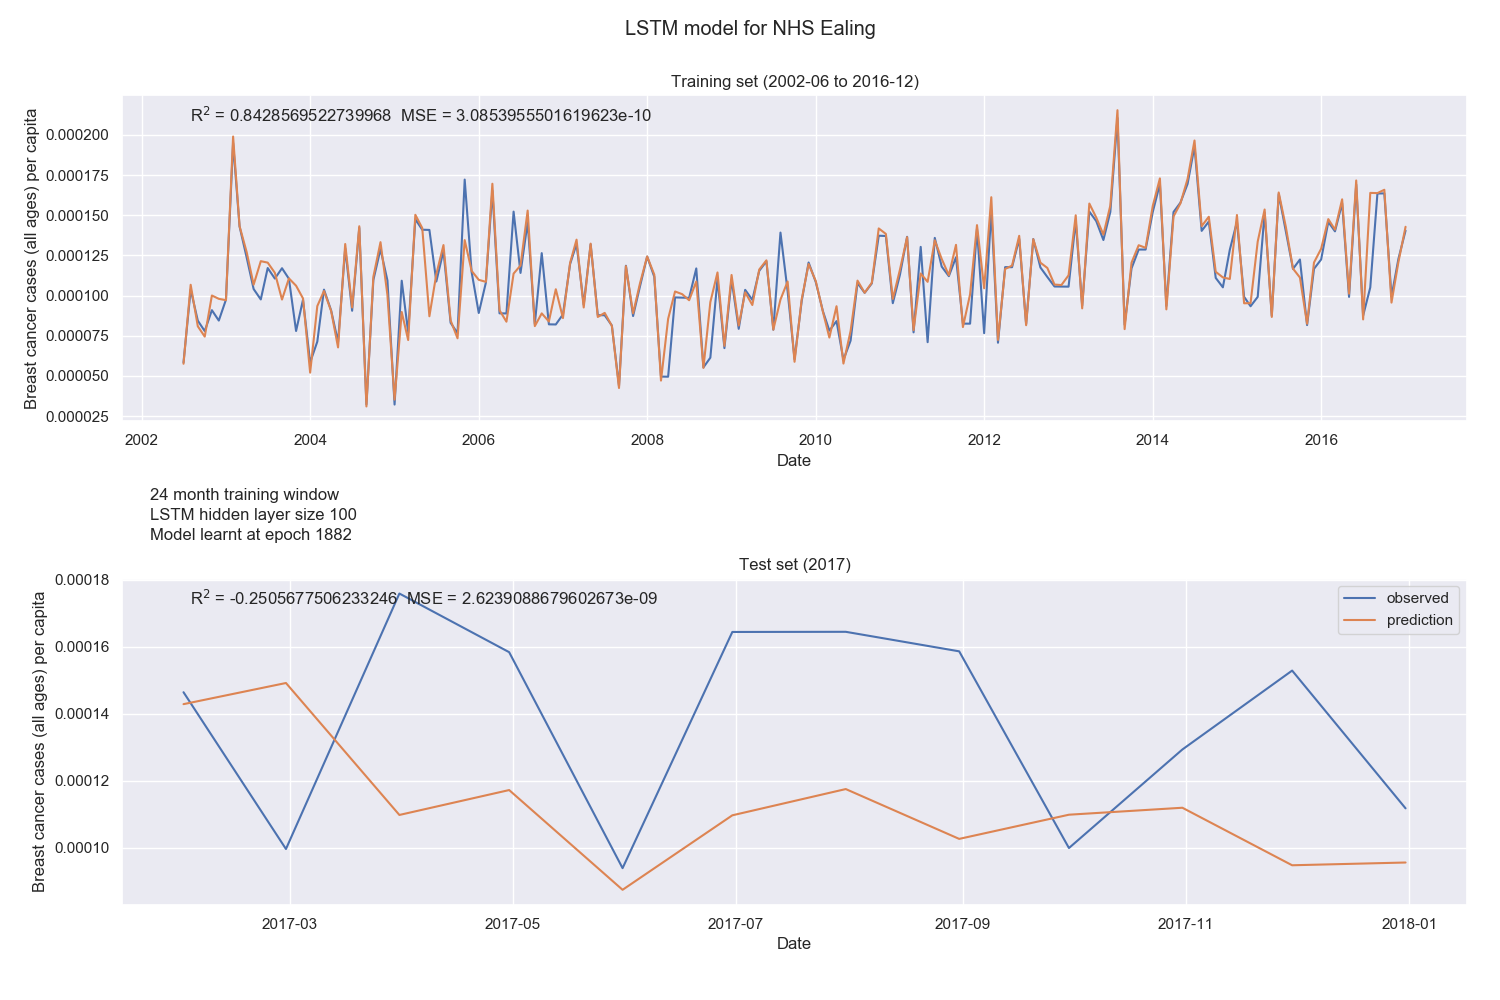 LSTM model for NHS Ealing
Training set (2002-06 to 2016-12)
R² = 0.8428569522739968 MSE = 3.0853955501619623e-10
Breast cancer cases (all ages) per capita
0.000200
0.000175
0.000150
0.000125
0.000100
0.000075
0.000050
0.000025
2002 2004 2006 2008 2010 2012 2014 2016
Date
24 month training window
LSTM hidden layer size 100
Model learnt at epoch 1882
Test set (2017)
R² = -0.2505677506233246 MSE = 2.6239088679602673e-09
observed
prediction
Breast cancer cases (all ages) per capita
0.00018
0.00016
0.00014
0.00012
0.00010
2017-03 2017-05 2017-07 2017-09 2017-11 2018-01
Date